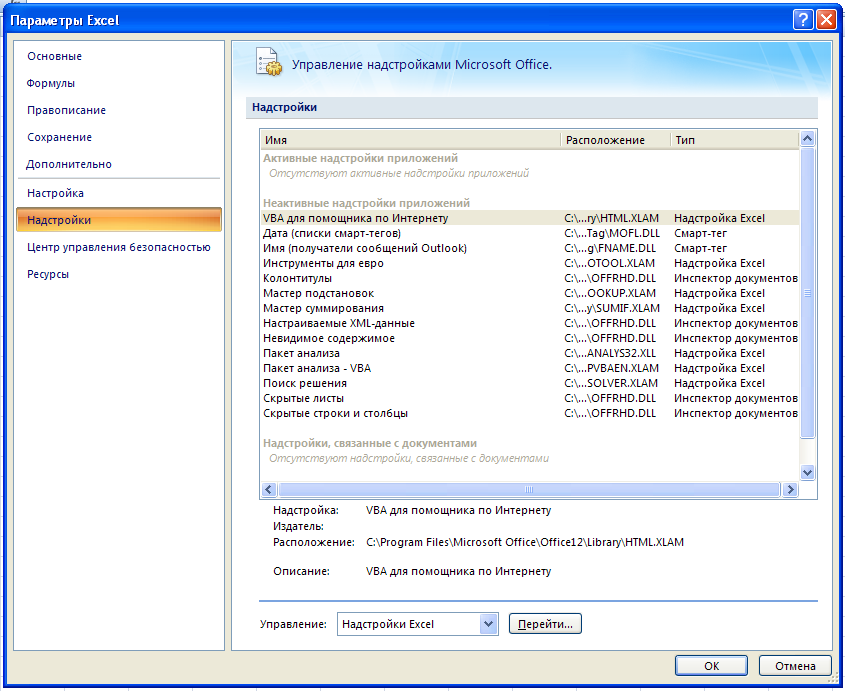 Параметры Excel
Основные
Формулы
Правописание
Сохранение
Дополнительно
Настройка
Надстройки
Центр управления безопасностью
Ресурсы
Управление надстройками Microsoft Office.
Надстройки
Имя Расположение Тип
Активные надстройки приложений
Отсутствуют активные надстройки приложений
Неактивные надстройки приложений
VBA для помощника по Интернету C:\...ry\HTML.XLAM Надстройка Excel
Дата (списки смарт-тегов) C:\...Tag\MOFL.DLL Смарт-тег
Имя (получатели сообщений Outlook) C:\...g\FNAME.DLL Смарт-тег
Инструменты для евро C:\...OTOOL.XLAM Надстройка Excel
Колонтитулы C:\...\OFFRHD.DLL Инспектор документов
Мастер подстановок C:\...OOKUP.XLAM Надстройка Excel
Мастер суммирования C:\...y\SUMIF.XLAM Надстройка Excel
Настраиваемые XML-данные C:\...\OFFRHD.DLL Инспектор документов
Невидимое содержимое C:\...\OFFRHD.DLL Инспектор документов
Пакет анализа C:\...ANALYS32.XLL Надстройка Excel
Пакет анализа - VBA C:\...PVBAEN.XLAM Надстройка Excel
Поиск решения C:\...SOLVER.XLAM Надстройка Excel
Скрытые листы C:\...\OFFRHD.DLL Инспектор документов
Скрытые строки и столбцы C:\...\OFFRHD.DLL Инспектор документов
Надстройки, связанные с документами
Отсутствуют надстройки, связанные с документами
Надстройка: VBA для помощника по Интернету
Издатель:
Расположение: C:\Program Files\Microsoft Office\Office12\Library\HTML.XLAM
Описание: VBA для помощника по Интернету
Управление: Надстройки Excel Перейти...
ОК Отмена